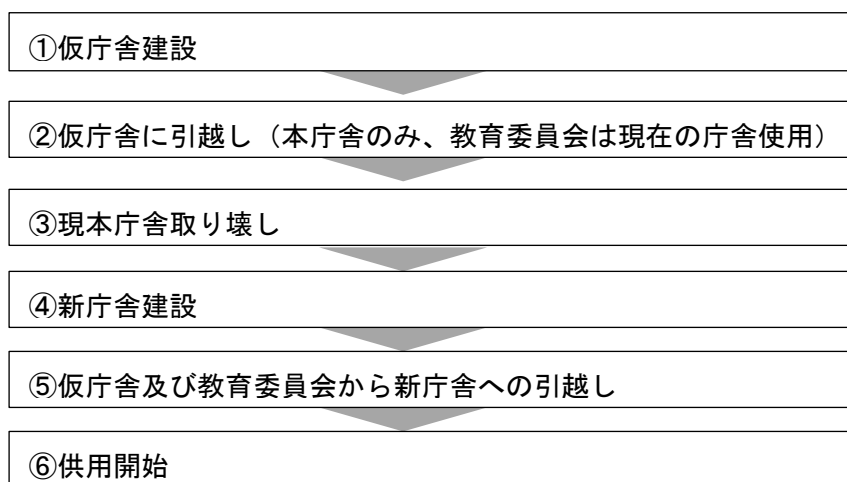 ①仮庁舎建設
②仮庁舎に引越し（本庁舎のみ、教育委員会は現在の庁舎使用）
③現本庁舎取り壊し
④新庁舎建設
⑤仮庁舎及び教育委員会から新庁舎への引越し
⑥供用開始